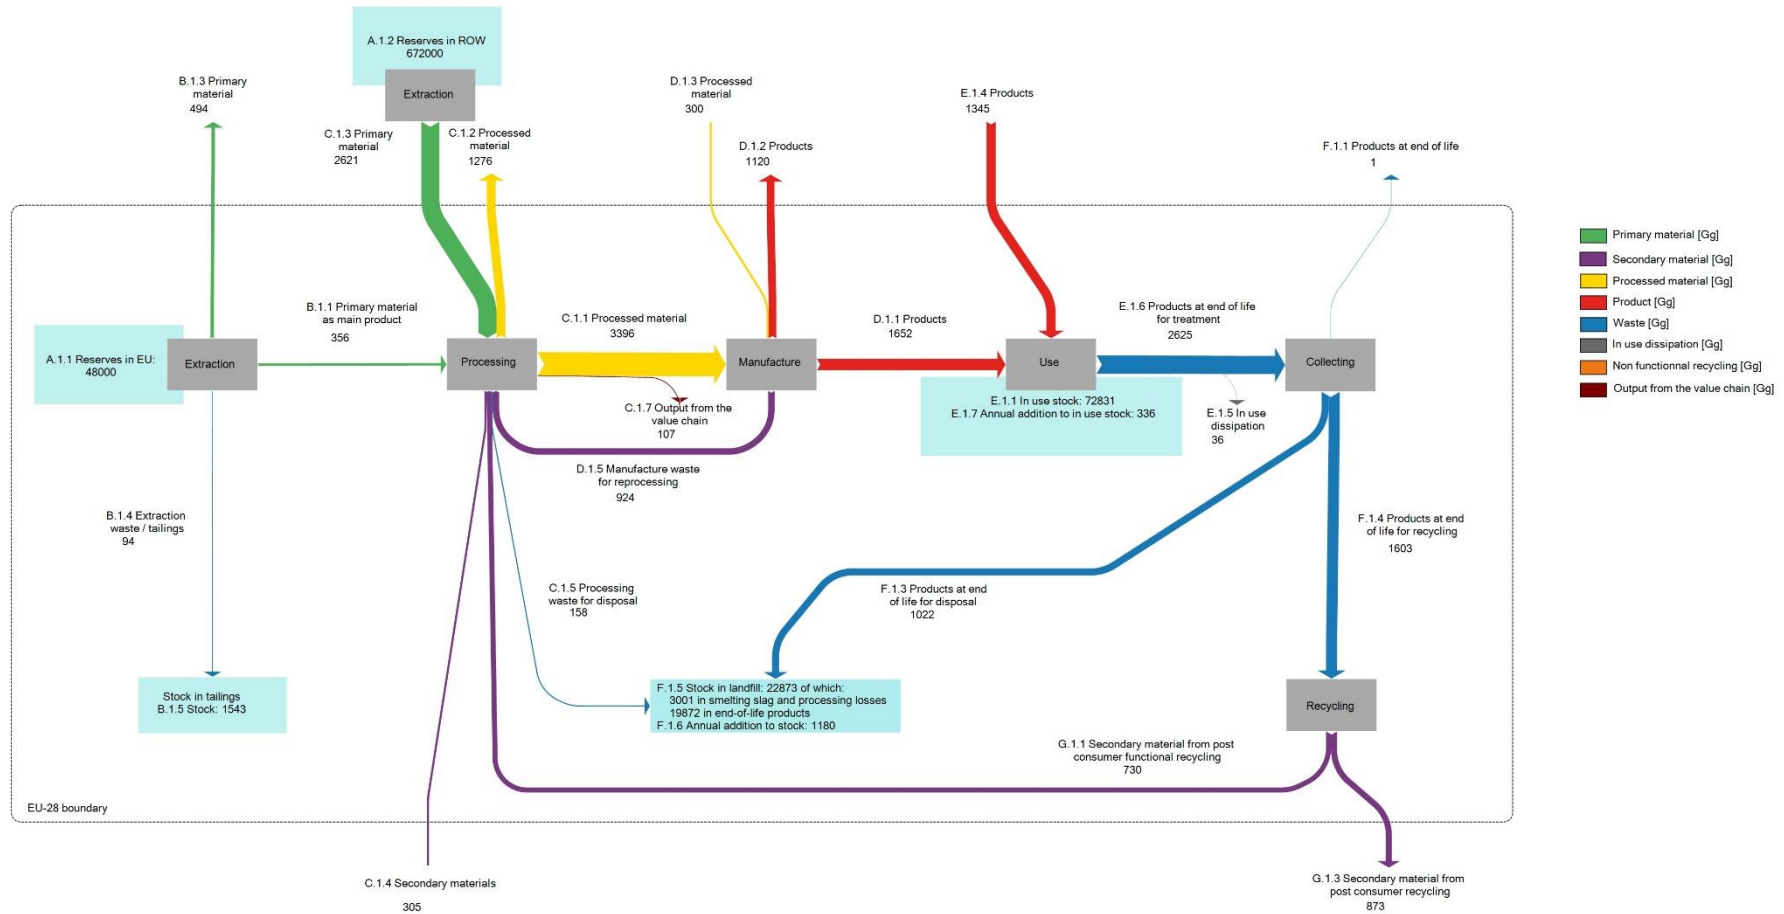 A.1.2 Reserves in ROW
672000
Extraction
B.1.3 Primary
material
494
C.1.3 Primary
material
2621
C.1.2 Processed
material
1276
D.1.3 Processed
material
300
D.1.2 Products
1120
E.1.4 Products
1345
F.1.1 Products at end of life
1
Primary material [Gg]
Secondary material [Gg]
Processed material [Gg]
Product [Gg]
Waste [Gg]
In use dissipation [Gg]
Non functionnal recycling [Gg]
Output from the value chain [Gg]
A.1.1 Reserves in EU:
48000
Extraction
B.1.1 Primary material
as main product
356
Processing
C.1.1 Processed material
3396
Manufacture
D.1.1 Products
1652
Use
E.1.6 Products at end of life
for treatment
2625
Collecting
C.1.7 Output from the
value chain
107
E.1.1 In use stock: 72831
E.1.7 Annual addition to in use stock: 336
E.1.5 In use
dissipation
36
D.1.5 Manufacture waste
for reprocessing
924
B.1.4 Extraction
waste / tailings
94
F.1.4 Products at end
of life for recycling
1603
C.1.5 Processing
waste for disposal
158
F.1.3 Products at end
of life for disposal
1022
Stock in tailings
B.1.5 Stock: 1543
F.1.5 Stock in landfill: 22873 of which:
3001 in smelting slag and processing losses
19872 in end-of-life products
F.1.6 Annual addition to stock: 1180
Recycling
G.1.1 Secondary material from post
consumer functional recycling
730
EU-28 boundary
C.1.4 Secondary materials
305
G.1.3 Secondary material from
post consumer recycling
873